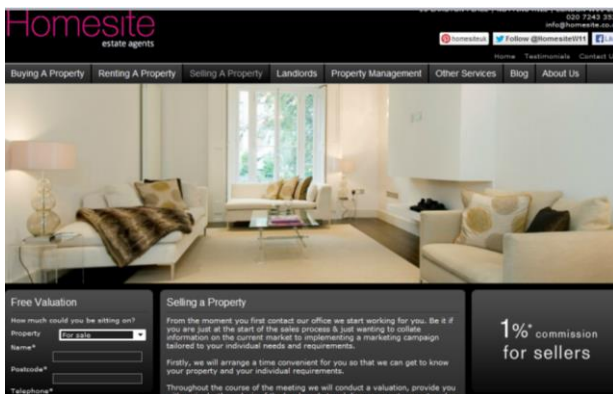 Homesite
estate agents
020 7243 35
info@homesite.co.
homesiteuk
Follow @HomesiteW11
Home Testimonials Contact U
Buying A Property Renting A Property Selling A Property Landlords Property Management Other Services Blog About Us
Free Valuation
How much could you be sitting on?
Property For sale
Name*
Postcode*
Telephone*
Selling a Property
From the moment you first contact our office we start working for you. Be it if
you are just at the start of the sales process & just wanting to collate
information on the current market to implementing a marketing campaign
tailored to your individual needs and requirements.
Firstly, we will arrange a time convenient for you so that we can get to know
your property and your individual requirements.
Throughout the course of the meeting we will conduct a valuation, provide you
1%* commission
for sellers